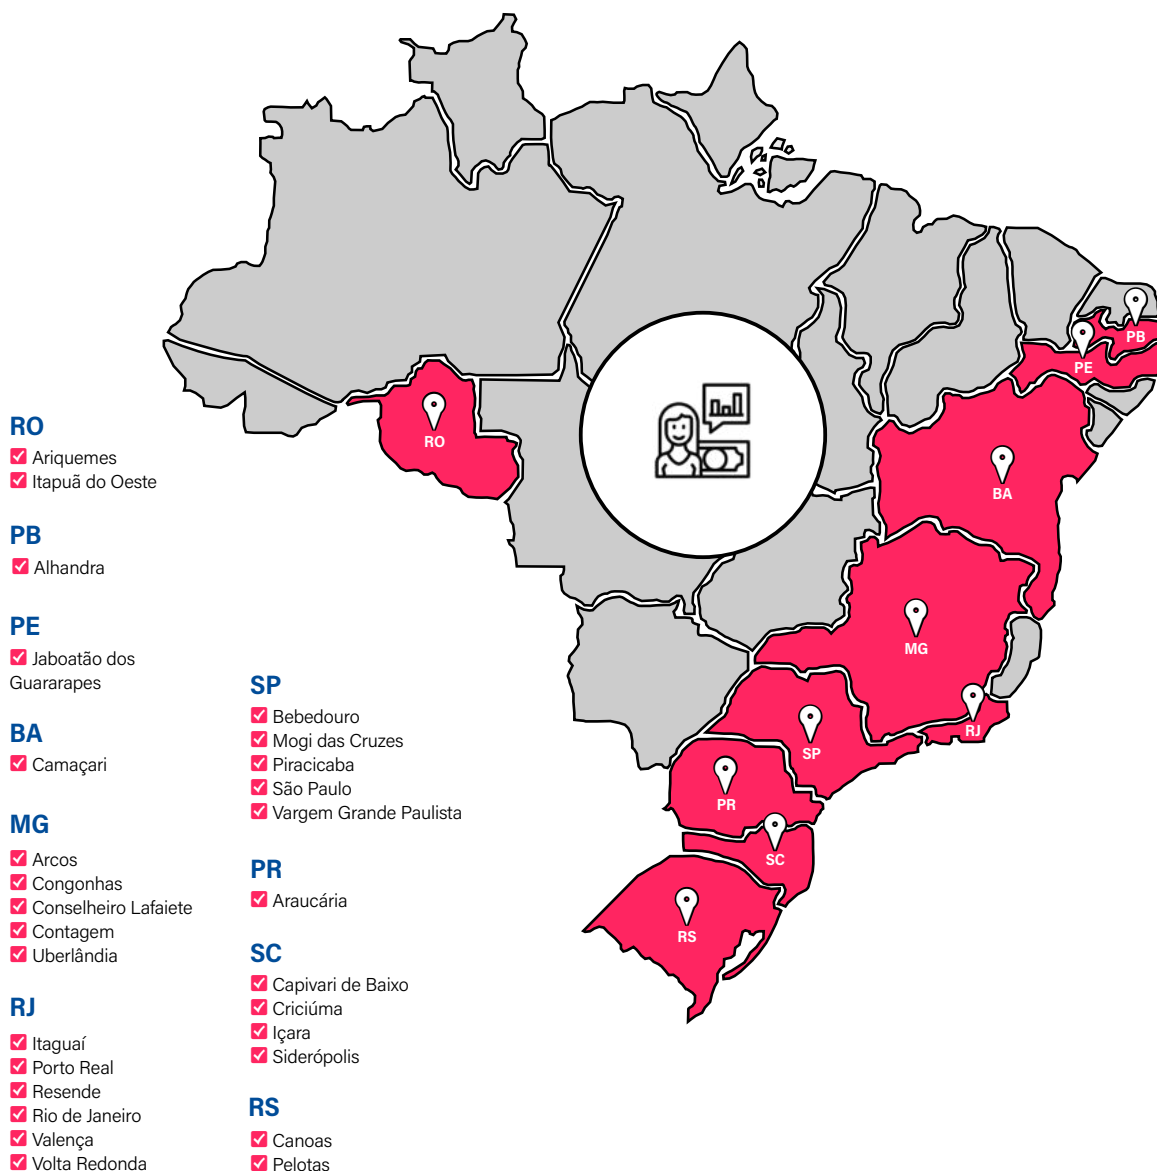 RO
Ariquemes
Itapuã do Oeste
PB
Alhandra
PE
Jaboatão dos
Guararapes
BA
Camaçari
MG
Arcos
Congonhas
Conselheiro Lafaiete
Contagem
Uberlândia
RJ
Itaguaí
Porto Real
Resende
Rio de Janeiro
Valença
Volta Redonda
SP
Bebedouro
Mogi das Cruzes
Piracicaba
São Paulo
Vargem Grande Paulista
PR
Araucária
SC
Capivari de Baixo
Criciúma
Içara
Siderópolis
RS
Canoas
Pelotas
PB
PE
RO
BA
MG
RJ
SP
PR
SC
RS